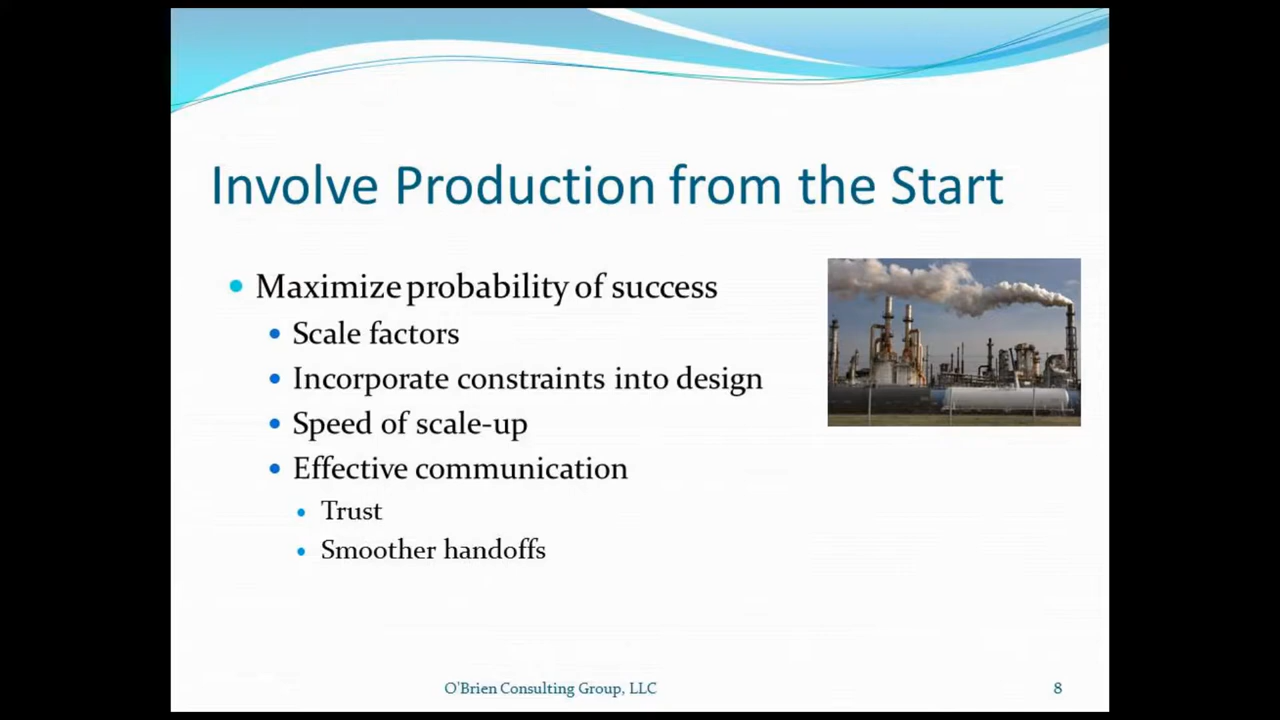 Involve Production from the Start
Maximize probability of success
Scale factors
Incorporate constraints into design
Speed of scale-up
Effective communication
Trust
Smoother handoffs
O'Brien Consulting Group, LLC
8